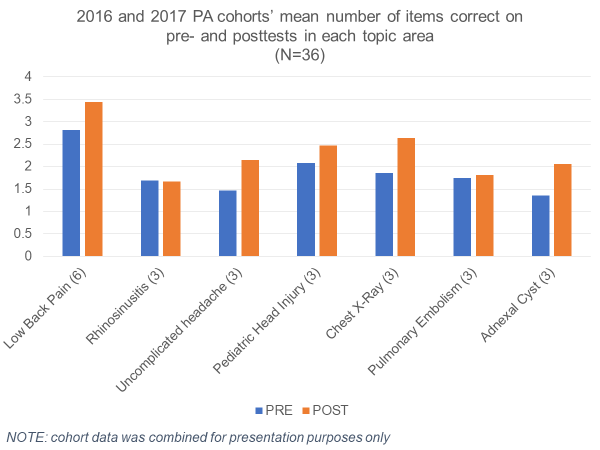 2016 and 2017 PA cohorts' mean number of items correct on
pre- and posttests in each topic area
(N=36)
4
3.5
3
2.5
2
1.5
1
0.5
0
Low Back Pain (6)
Rhinosinusitis (3)
Uncomplicated headache (3)
Pediatric Head Injury (3)
Chest X-Ray (3)
Pulmonary Embolism (3)
Adnexal Cyst (3)
PRE POST
NOTE: cohort data was combined for presentation purposes only